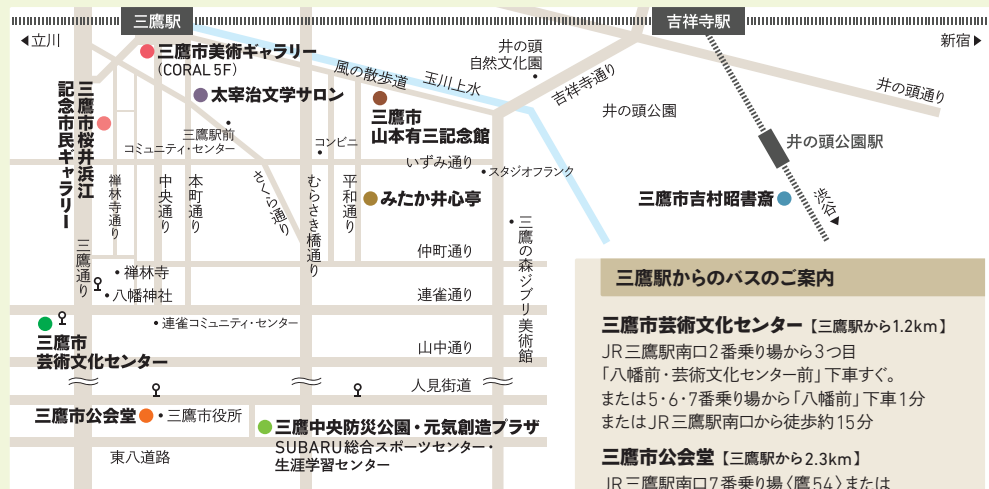 三鷹駅
吉祥寺駅
◀立川
新宿▶
三鷹市美術ギャラリー
（CORAL 5F）
太宰治文学サロン
三鷹市桜井浜江
記念市民ギャラリー
三鷹駅前
コミュニティ・センター
風の散歩道
玉川上水
井の頭
自然文化園
吉祥寺通り
井の頭公園
井の頭通り
井の頭公園駅
三鷹市
山本有三記念館
コンビニ
いずみ通り
スタジオフランク
みたか井心亭
三鷹市吉村昭書斎
渋谷▶
禅林寺通り
中央通り
本町通り
さくら通り
むらさき橋通り
平和通り
三鷹の森ジブリ美術館
三鷹通り
仲町通り
禅林寺
八幡神社
連雀通り
連雀コミュニティ・センター
三鷹市
芸術文化センター
山中通り
人見街道
三鷹市公会堂
三鷹市役所
三鷹中央防災公園・元気創造プラザ
SUBARU総合スポーツセンター・
生涯学習センター
東八道路
三鷹駅からのバスのご案内
三鷹市芸術文化センター【三鷹駅から1.2km】
JR三鷹駅南口2番乗り場から3つ目
「八幡前・芸術文化センター前」下車すぐ。
または5・6・7番乗り場から「八幡前」下車1分
またはJR三鷹駅南口から徒歩約15分
三鷹市公会堂【三鷹駅から2.3km】
JR三鷹駅南口7番乗り場〈鷹54〉または